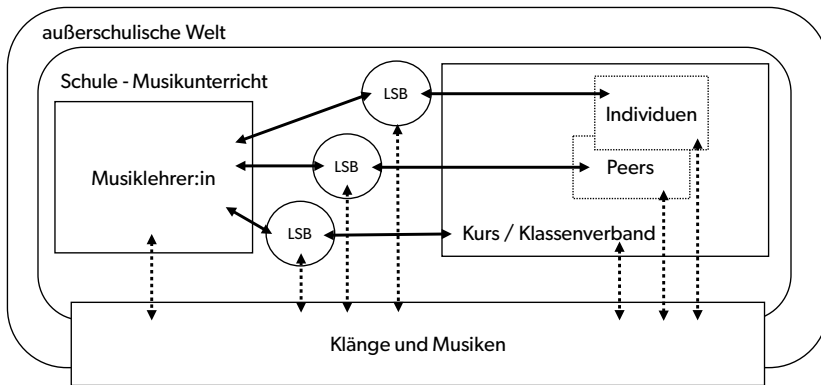 außerschulische Welt
Schule - Musikunterricht
LSB
Individuen
Musiklehrer:in
LSB
Peers
LSB
Kurs / Klassenverband
Klänge und Musiken